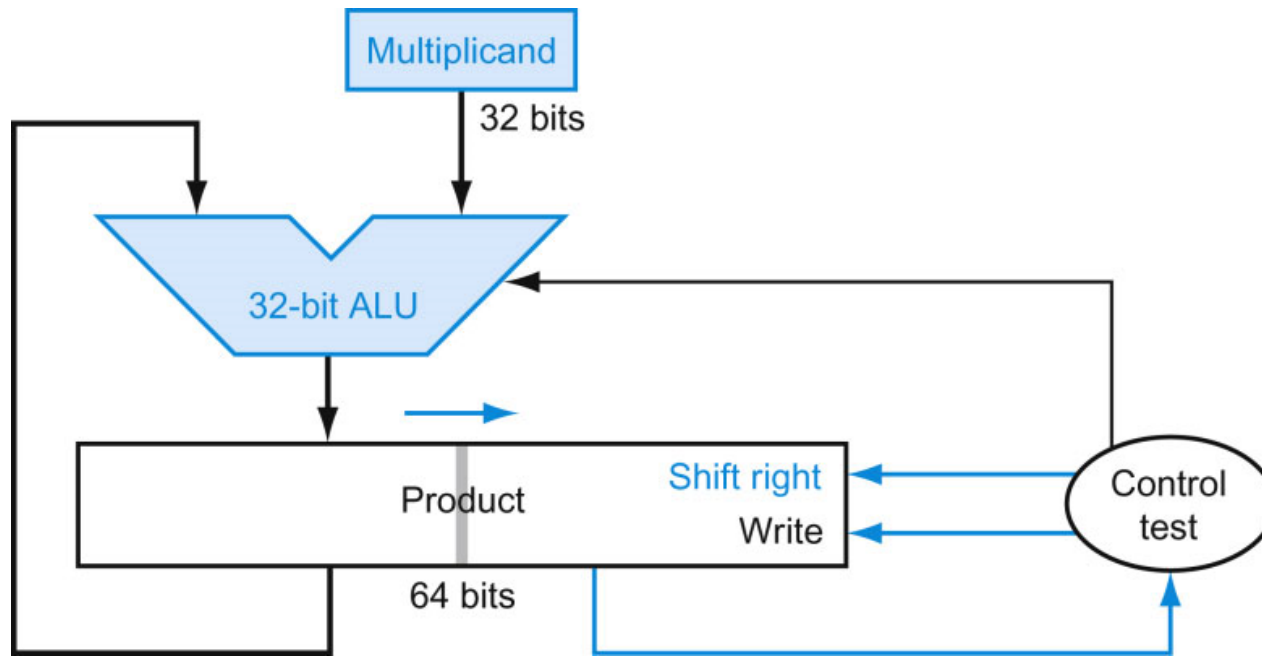 Multiplicand
32 bits
32-bit ALU
Product
Shift right
Write
64 bits
Control
test